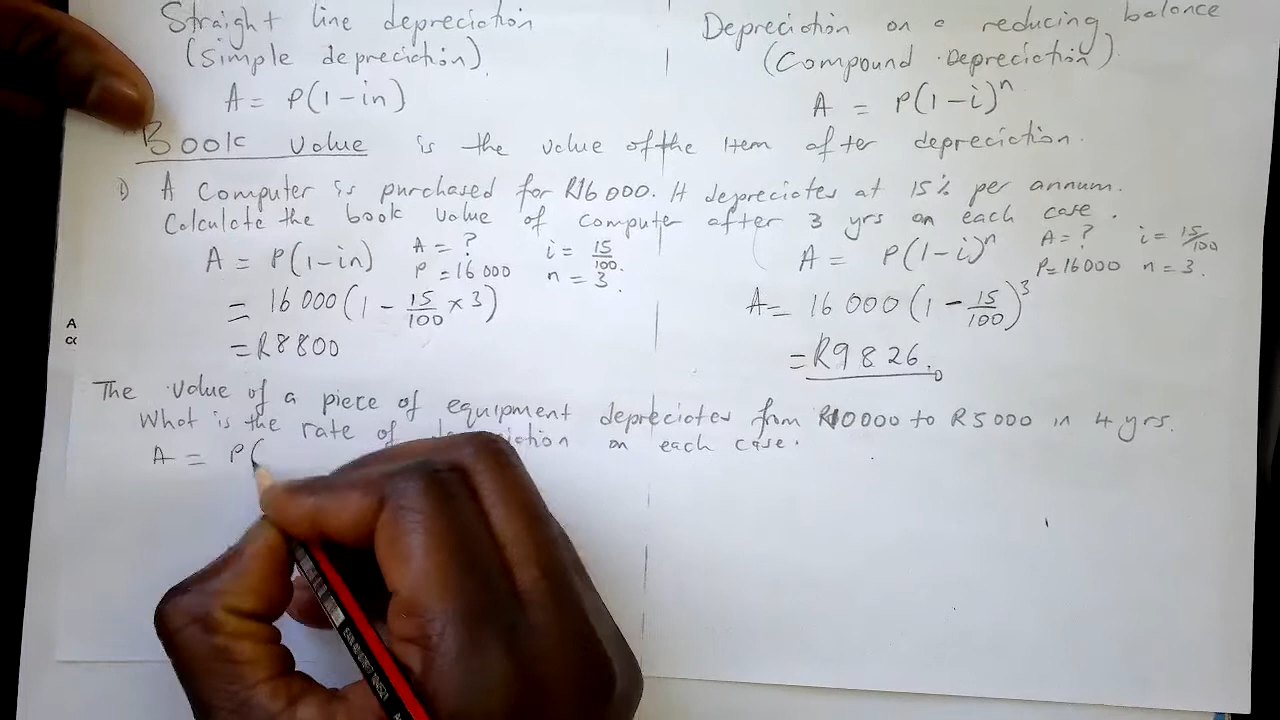 Straight line depreciation
(Simple depreciation)
A = P(1-in)
Depreciation on a reducing balance
(Compound Depreciation).
A = P(1-i)^n
Book value is the value of the item after depreciation.
1) A computer is purchased for R16 000. It depreciates at 15% per annum.
Calculate the book value of computer after 3 yrs on each case.
A = P(1-in)
A = ?
P = 16 000
i = 15/100
n = 3.
= 16 000(1 - 15/100 × 3)
= R8800
A = P(1-i)^n
A = ?
P = 16000
i = 15/100
n = 3.
A = 16 000(1 - 15/100)^3
= R9 826.
The value of a piece of equipment depreciates from R10000 to R5000 in 4 yrs.
What is the rate of on each case.
A = P(
A